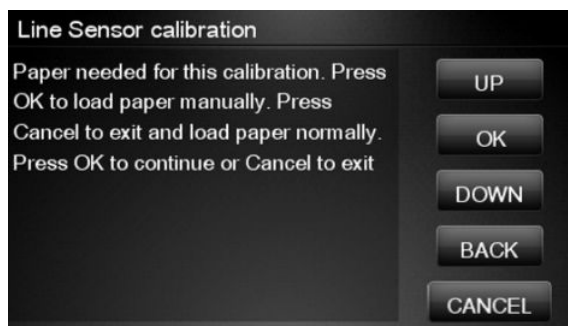 Line Sensor calibration
Paper needed for this calibration. Press
OK to load paper manually. Press
Cancel to exit and load paper normally.
Press OK to continue or Cancel to exit
UP
OK
DOWN
BACK
CANCEL